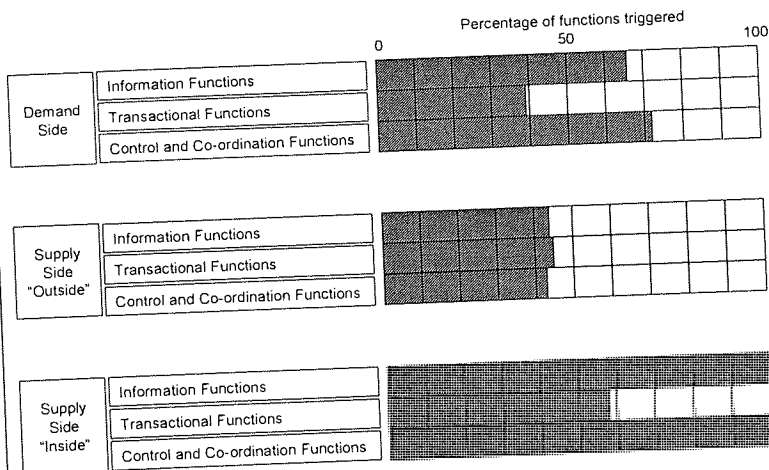 Percentage of functions triggered
0 50 100
Demand
Side
Information Functions
Transactional Functions
Control and Co-ordination Functions
Supply
Side
"Outside"
Information Functions
Transactional Functions
Control and Co-ordination Functions
Supply
Side
"Inside"
Information Functions
Transactional Functions
Control and Co-ordination Functions